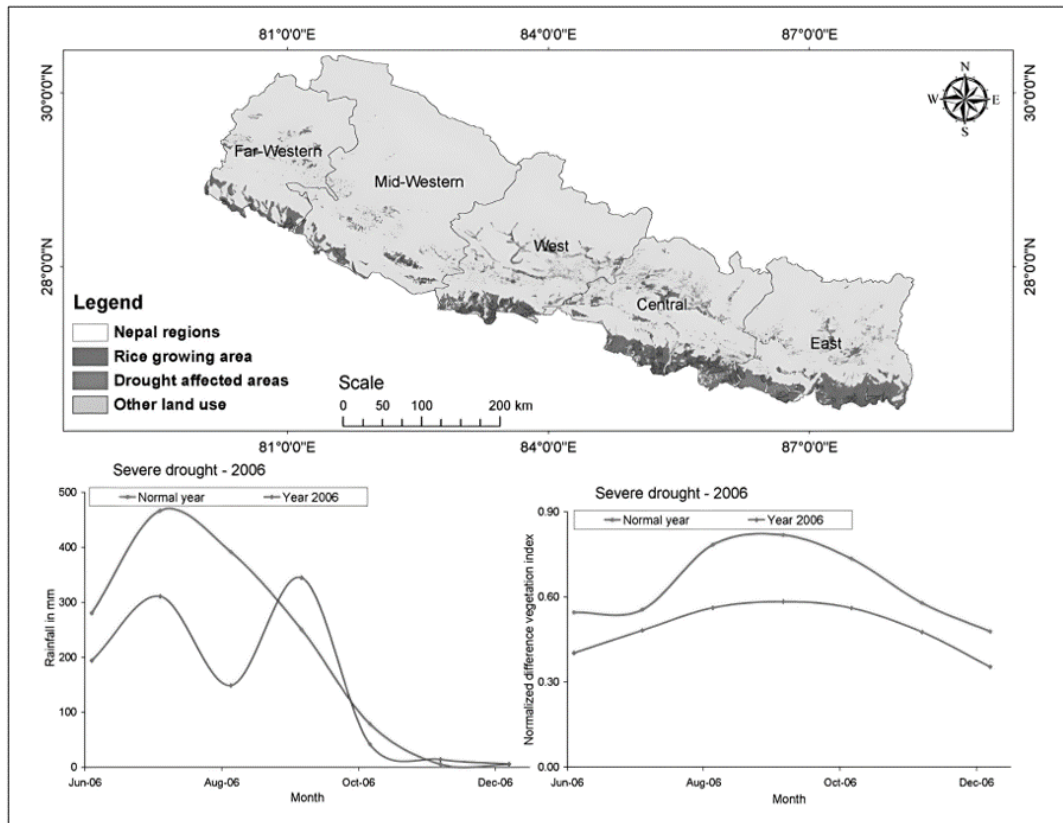 81°0'0"E 84°0'0"E 87°0'0"E
30°0'0"N
30°0'0"N
N
W E
S
Far-Western
Mid-Western
West
28°0'0"N
28°0'0"N
Central
East
Legend
Nepal regions
Rice growing area
Drought affected areas
Other land use
Scale
0 50 100 200 km
81°0'0"E 84°0'0"E 87°0'0"E
Severe drought - 2006
Normal year Year 2006
500
400
300
200
100
0
Rainfall in mm
Jun-06 Aug-06 Oct-06 Dec-06
Month
Severe drought - 2006
Normal year Year 2006
0.90
0.60
0.30
0.00
Normalized difference vegetation index
Jun-06 Aug-06 Oct-06 Dec-06
Month